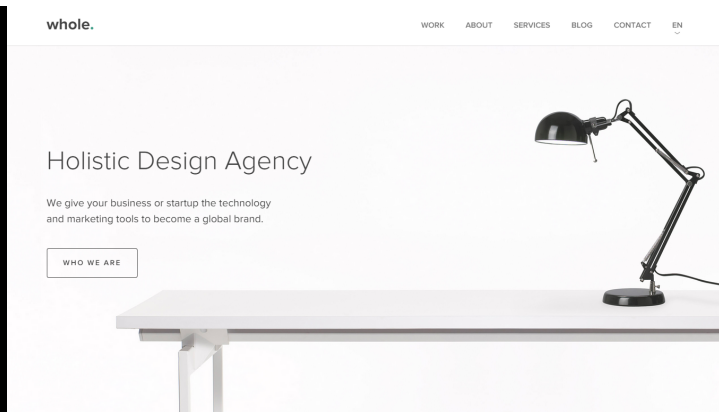 whole.
WORK ABOUT SERVICES BLOG CONTACT EN
Holistic Design Agency
We give your business or startup the technology
and marketing tools to become a global brand.
WHO WE ARE